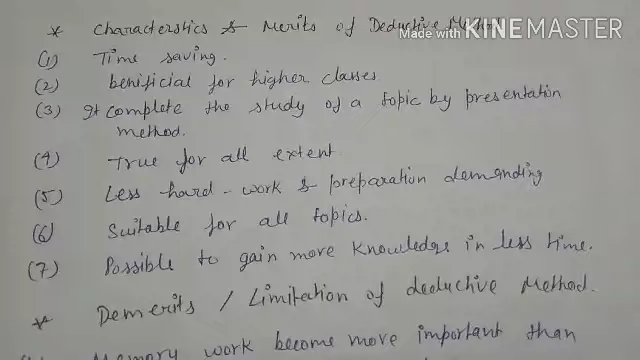 * Characterstics & Merits of Deductive Method
Made with KINEMASTER
(1) Time saving.
(2) benificial for higher classes
(3) It complete the study of a topic by presentation
method.
(4) True for all extent
(5) Less hard-work & preparation demanding
(6) Suitable for all topics.
(7) Possible to gain more knowledge in less time.
* Demerits / Limitation of deductive Method.
Memory work become more important than